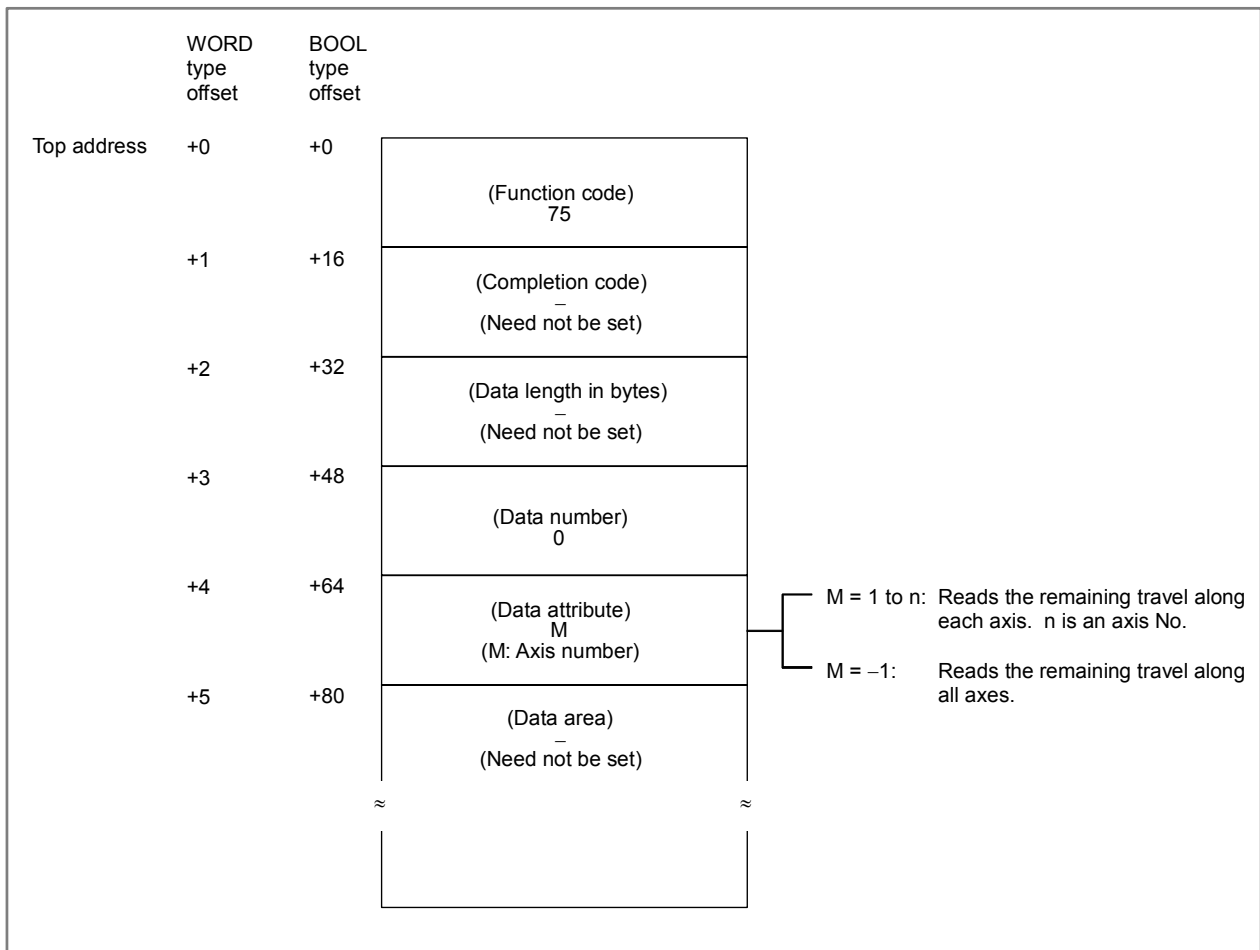 WORD type offset
BOOL type offset
Top address +0 +0
(Function code)
75
+1 +16
(Completion code)
–
(Need not be set)
+2 +32
(Data length in bytes)
–
(Need not be set)
+3 +48
(Data number)
0
+4 +64
(Data attribute)
M
(M: Axis number)
M = 1 to n: Reads the remaining travel along
each axis. n is an axis No.
M = –1: Reads the remaining travel along
all axes.
+5 +80
(Data area)
–
(Need not be set)
≈ ≈